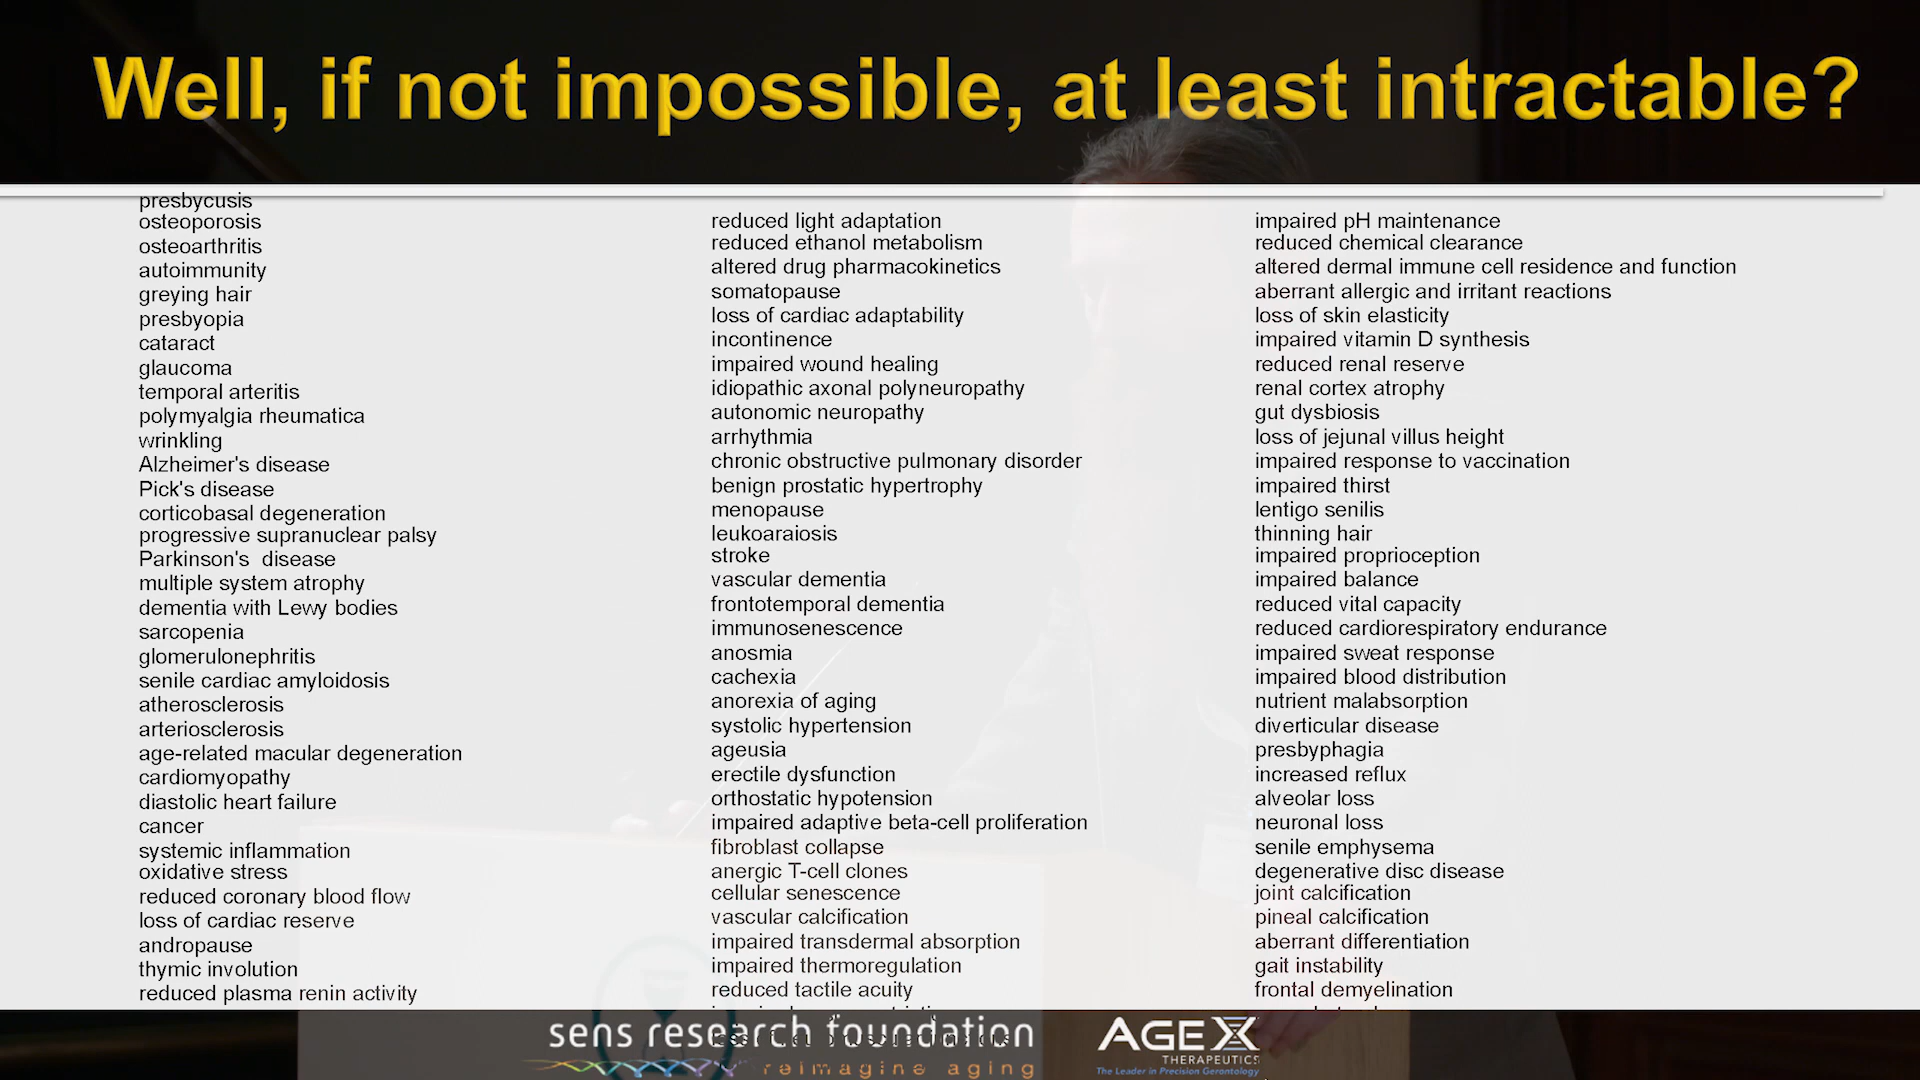 Well, if not impossible, at least intractable?
presbycusis
osteoporosis
osteoarthritis
autoimmunity
greying hair
presbyopia
cataract
glaucoma
temporal arteritis
polymyalgia rheumatica
wrinkling
Alzheimer's disease
Pick's disease
corticobasal degeneration
progressive supranuclear palsy
Parkinson's  disease
multiple system atrophy
dementia with Lewy bodies
sarcopenia
glomerulonephritis
senile cardiac amyloidosis
atherosclerosis
arteriosclerosis
age-related macular degeneration
cardiomyopathy
diastolic heart failure
cancer
systemic inflammation
oxidative stress
reduced coronary blood flow
loss of cardiac reserve
andropause
thymic involution
reduced plasma renin activity
reduced light adaptation
reduced ethanol metabolism
altered drug pharmacokinetics
somatopause
loss of cardiac adaptability
incontinence
impaired wound healing
idiopathic axonal polyneuropathy
autonomic neuropathy
arrhythmia
chronic obstructive pulmonary disorder
benign prostatic hypertrophy
menopause
leukoaraiosis
stroke
vascular dementia
frontotemporal dementia
immunosenescence
anosmia
cachexia
anorexia of aging
systolic hypertension
ageusia
erectile dysfunction
orthostatic hypotension
impaired adaptive beta-cell proliferation
fibroblast collapse
anergic T-cell clones
cellular senescence
vascular calcification
impaired transdermal absorption
impaired thermoregulation
reduced tactile acuity
impaired pH maintenance
reduced chemical clearance
altered dermal immune cell residence and function
aberrant allergic and irritant reactions
loss of skin elasticity
impaired vitamin D synthesis
reduced renal reserve
renal cortex atrophy
gut dysbiosis
loss of jejunal villus height
impaired response to vaccination
impaired thirst
lentigo senilis
thinning hair
impaired proprioception
impaired balance
reduced vital capacity
reduced cardiorespiratory endurance
impaired sweat response
impaired blood distribution
nutrient malabsorption
diverticular disease
presbyphagia
increased reflux
alveolar loss
neuronal loss
senile emphysema
degenerative disc disease
joint calcification
pineal calcification
aberrant differentiation
gait instability
frontal demyelination
sens research foundation
reimagine aging
AGEX
THERAPEUTICS
The Leader in Precision Gerontology